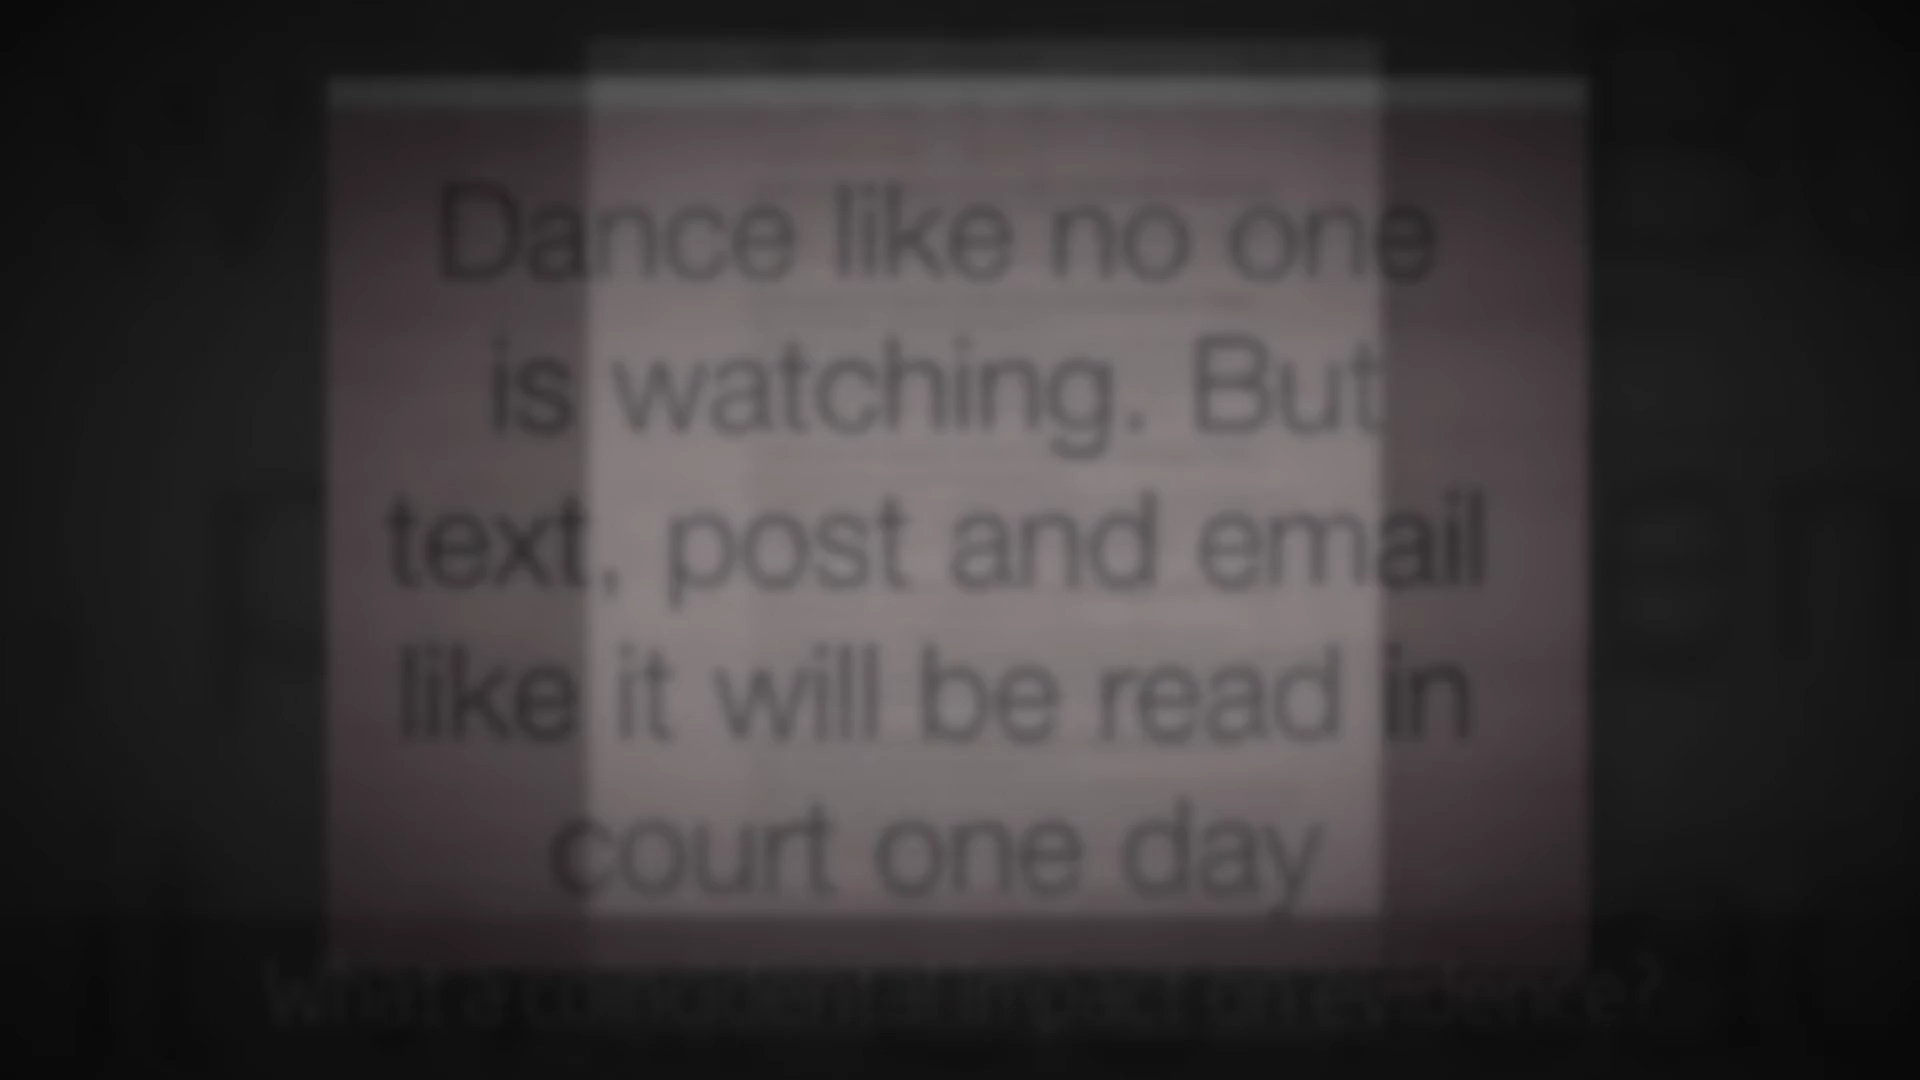 Dance like no one
is watching. But
text, post and email
like it will be read in
court one day